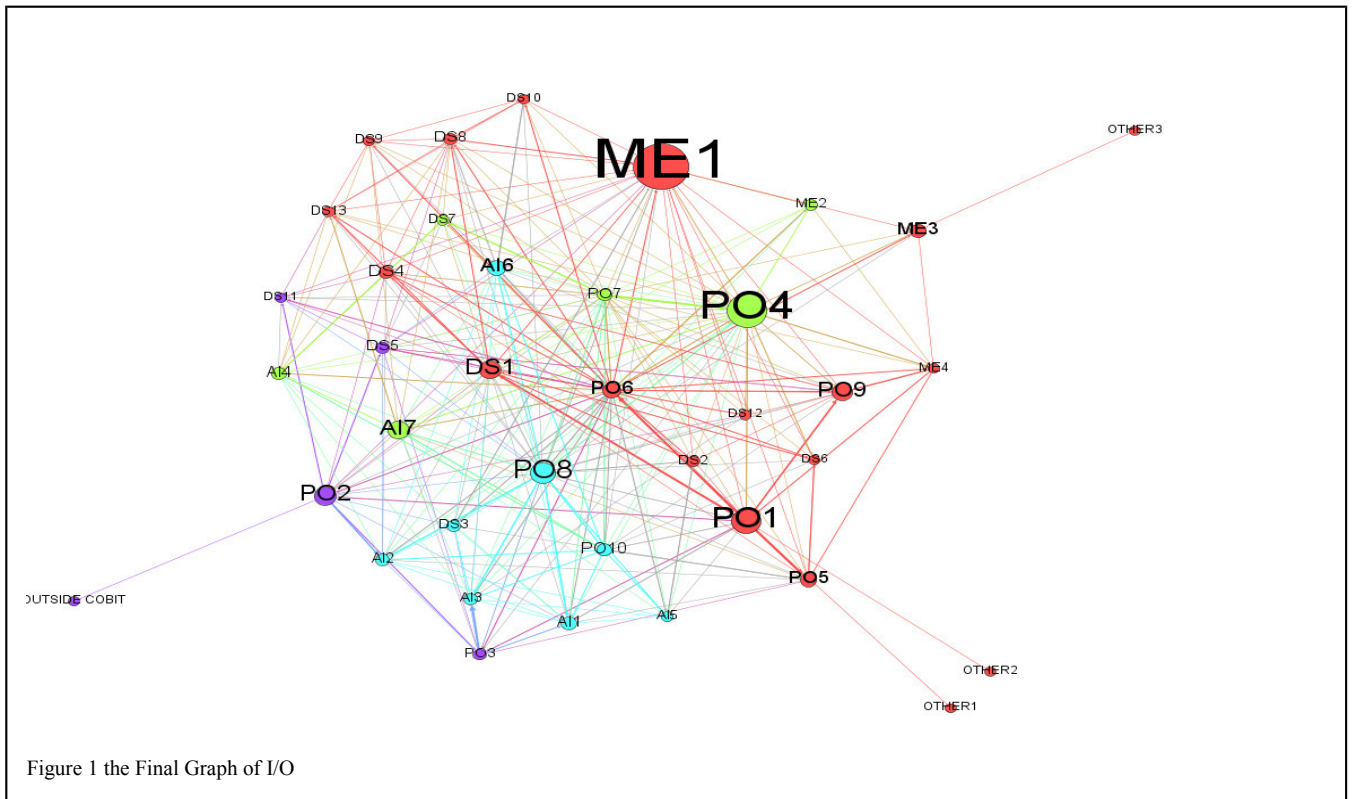 DS10
OTHER3
DS9
DS8
ME1
ME2
DS13
DS7
ME3
AI6
DS4
DS11
PO7
PO4
DS5
DS1
AI4
ME4
PO6
PO9
DS12
AI7
DS2
DS6
PO8
PO2
PO1
DS3
PO10
AI2
PO5
OUTSIDE COBIT
AI3
AI1
AI5
PO3
OTHER2
OTHER1
Figure 1 the Final Graph of I/O